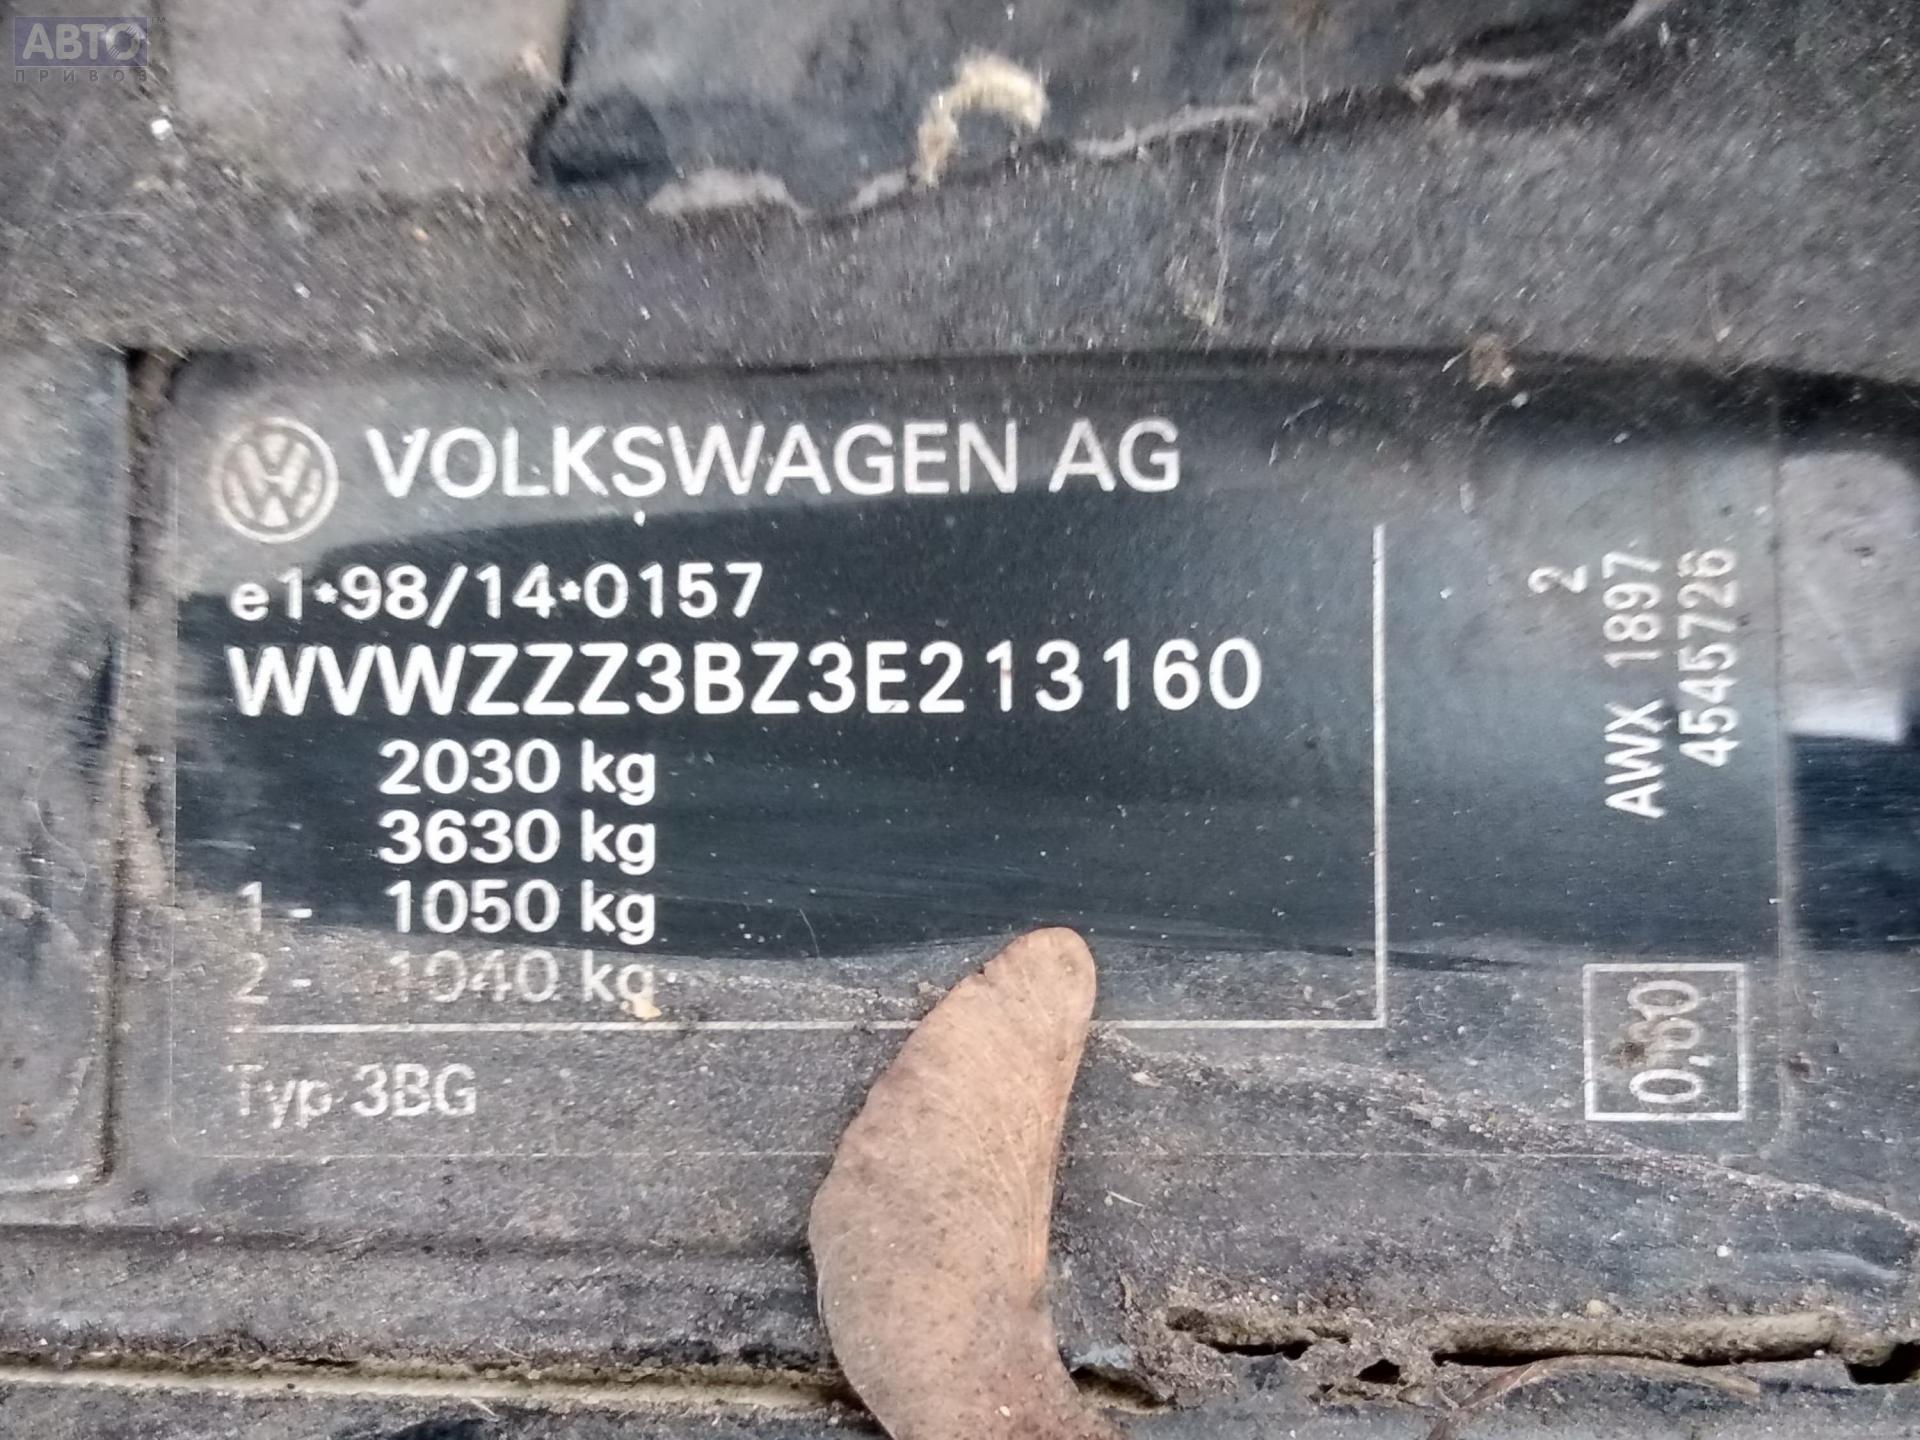 АВТО
ПРИВОЗ
VOLKSWAGEN AG
e1*98/14*0157
WVWZZZ3BZ3E213160
2030 kg
3630 kg
1 - 1050 kg
2 - 1040 kg
Typ 3BG
2
AWX 1897
4545726
0,60